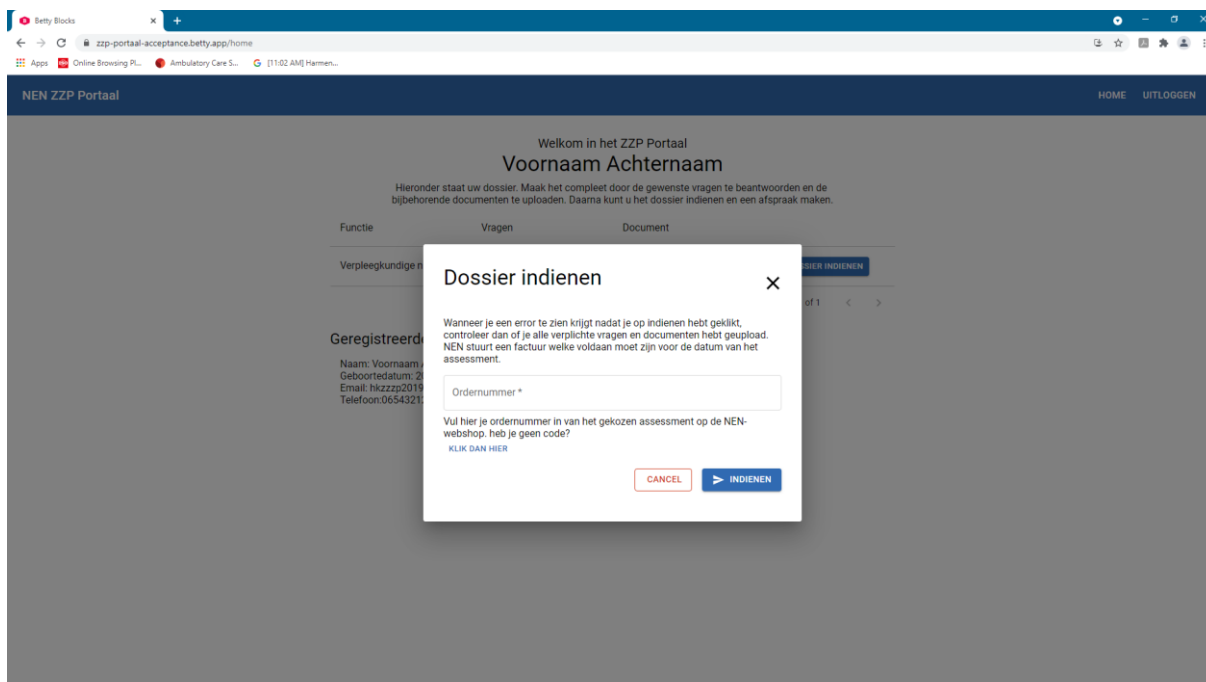 Betty Blocks
zzp-portaal-acceptance.betty.app/home
Apps Online Browsing Pl... Ambulatory Care S... [11:02 AM] Harmen...
NEN ZZP Portaal HOME UITLOGGEN
Welkom in het ZZP Portaal
Voornaam Achternaam
Hieronder staat uw dossier. Maak het compleet door de gewenste vragen te beantwoorden en de
bijbehorende documenten te uploaden. Daarna kunt u het dossier indienen en een afspraak maken.
Functie Vragen Document
Verpleegkundige n SSIER INDIENEN
of 1
Dossier indienen
Wanneer je een error te zien krijgt nadat je op indienen hebt geklikt,
controleer dan of je alle verplichte vragen en documenten hebt geupload.
NEN stuurt een factuur welke voldaan moet zijn voor de datum van het
assessment.
Ordernummer *
Vul hier je ordernummer in van het gekozen assessment op de NEN-
webshop. heb je geen code?
KLIK DAN HIER
CANCEL INDIENEN
Geregistreerd
Naam: Voornaam
Geboortedatum: 2
Email: hkzzzp2019
Telefoon:0654321